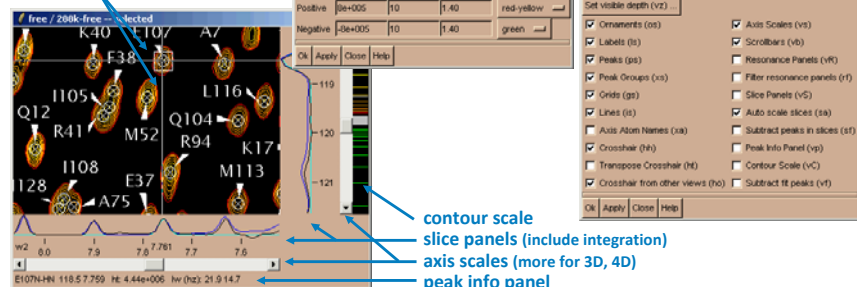 free / 280k-free -- selected
K40
E107
A7
F38
I105
L116
Q12
R41
M52
Q104
R94
K17
I108
M113
I128
A75
E37
119
120
121
w2
8.0
7.9
7.8
7.761
7.7
7.6
E107N-HN 118.5 7.759 ht: 4.44e+006 lw (hz): 21.9 14.7
Positive 8e+005 10 1.40 red-yellow
Negative -8e+005 10 1.40 green
Ok Apply Close Help
Set visible depth (vz) ...
Ornaments (os) Axis Scales (vs)
Labels (ls) Scrollbars (vb)
Peaks (ps) Resonance Panels (vR)
Peak Groups (xs) Filter resonance panels (rf)
Grids (gs) Slice Panels (vS)
Lines (is) Auto scale slices (sa)
Axis Atom Names (xa) Subtract peaks in slices (sf)
Crosshair (hh) Peak Info Panel (vp)
Transpose Crosshair (ht) Contour Scale (vC)
Crosshair from other views (ho) Subtract fit peaks (vf)
Ok Apply Close Help
contour scale
slice panels (include integration)
axis scales (more for 3D, 4D)
peak info panel